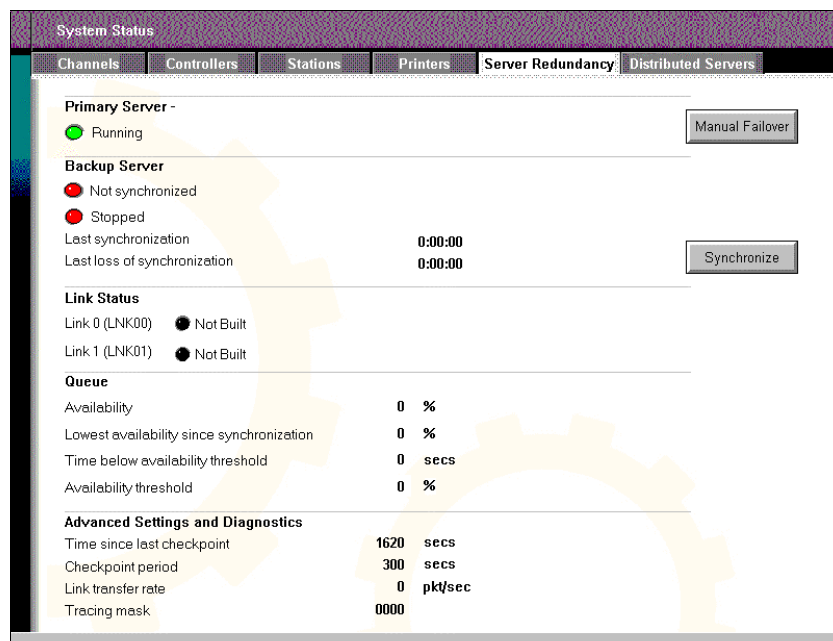 System Status
Channels Controllers Stations Printers Server Redundancy Distributed Servers
Primary Server -
Running
Manual Failover
Backup Server
Not synchronized
Stopped
Last synchronization 0:00:00
Last loss of synchronization 0:00:00
Synchronize
Link Status
Link 0 (LNK00) Not Built
Link 1 (LNK01) Not Built
Queue
Availability 0 %
Lowest availability since synchronization 0 %
Time below availability threshold 0 secs
Availability threshold 0 %
Advanced Settings and Diagnostics
Time since last checkpoint 1620 secs
Checkpoint period 300 secs
Link transfer rate 0 pkt/sec
Tracing mask 0000